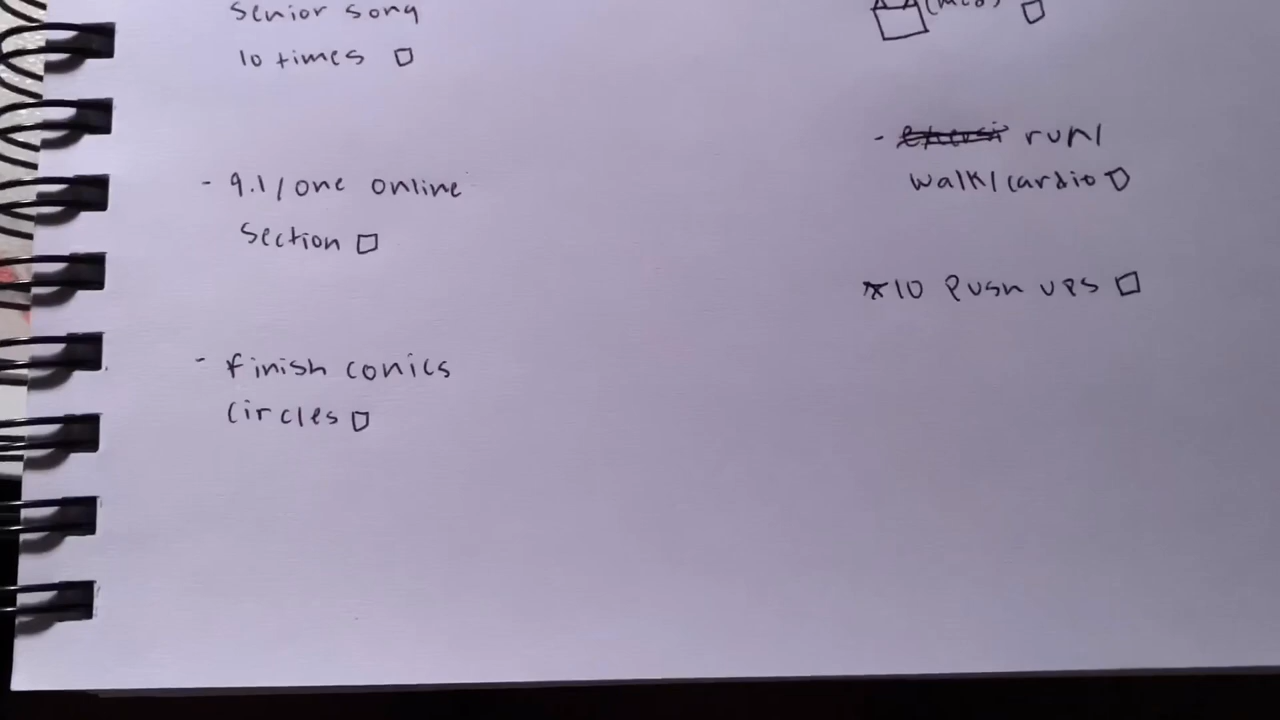 senior song
10 times
- 9.1/one online
section
- finish conics
circles
- run/
walk/cardio
*10 push ups